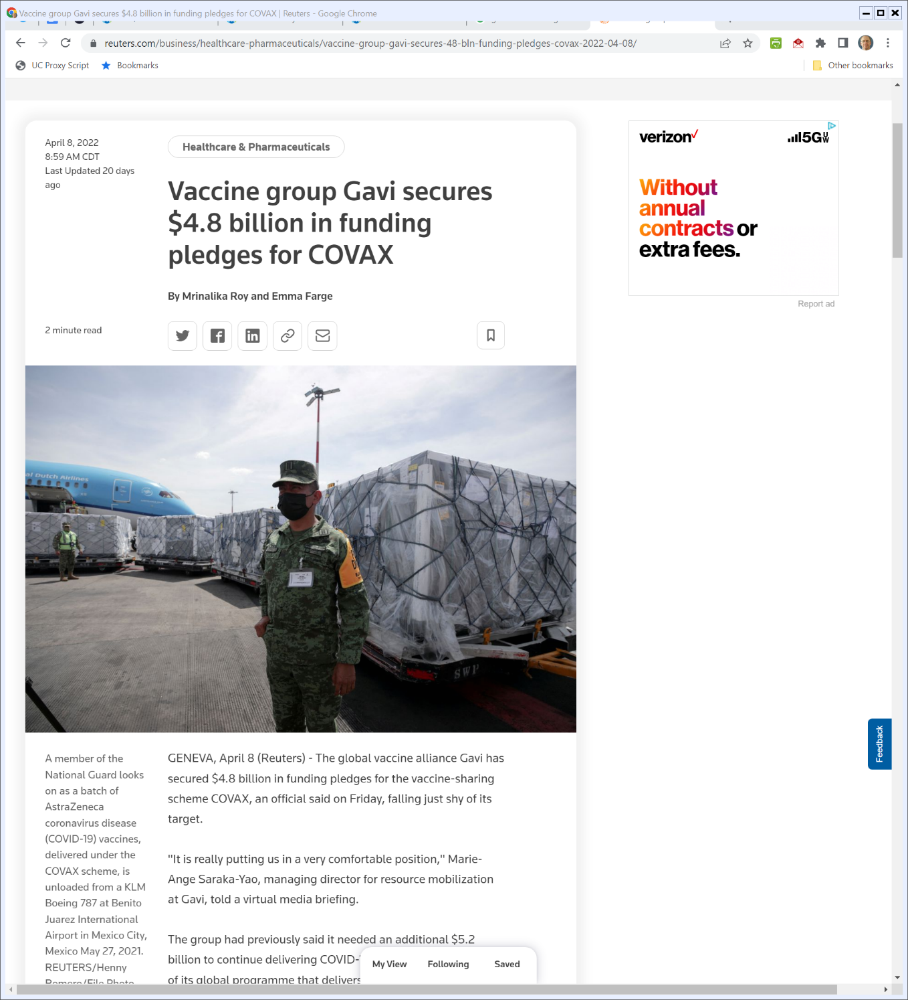 Vaccine group Gavi secures $4.8 billion in funding pledges for COVAX | Reuters - Google Chrome
reuters.com/business/healthcare-pharmaceuticals/vaccine-group-gavi-secures-48-bln-funding-pledges-covax-2022-04-08/
UC Proxy Script
Bookmarks
Other bookmarks
April 8, 2022
8:59 AM CDT
Last Updated 20 days
ago
Healthcare & Pharmaceuticals
Vaccine group Gavi secures
$4.8 billion in funding
pledges for COVAX
By Mrinalika Roy and Emma Farge
2 minute read
verizon
5G UW
Without
annual
contracts or
extra fees.
Report ad
al Dutch Airlines
SWP
A member of the
National Guard looks
on as a batch of
AstraZeneca
coronavirus disease
(COVID-19) vaccines,
delivered under the
COVAX scheme, is
unloaded from a KLM
Boeing 787 at Benito
Juarez International
Airport in Mexico City,
Mexico May 27, 2021.
REUTERS/Henny
Romero/File Photo
GENEVA, April 8 (Reuters) - The global vaccine alliance Gavi has
secured $4.8 billion in funding pledges for the vaccine-sharing
scheme COVAX, an official said on Friday, falling just shy of its
target.
"It is really putting us in a very comfortable position," Marie-
Ange Saraka-Yao, managing director for resource mobilization
at Gavi, told a virtual media briefing.
The group had previously said it needed an additional $5.2
billion to continue delivering COVID-
of its global programme that delivers
My View
Following
Saved
Feedback